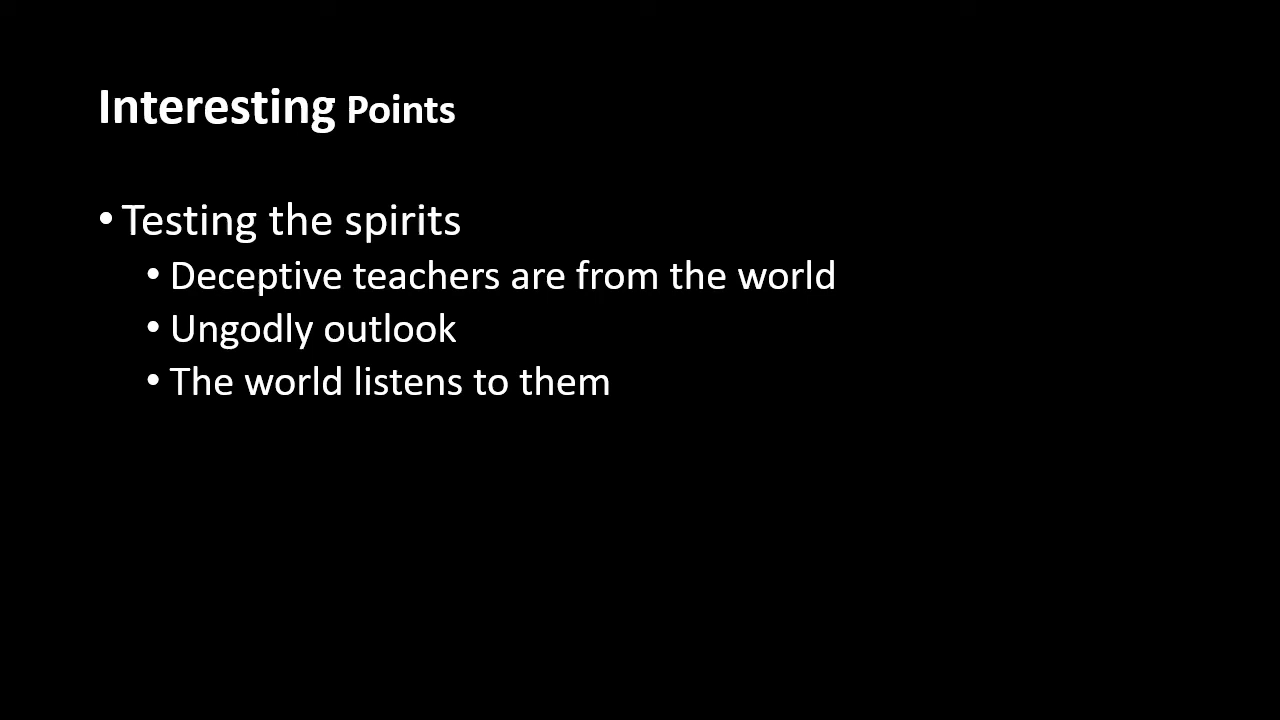 Interesting Points
• Testing the spirits
• Deceptive teachers are from the world
• Ungodly outlook
• The world listens to them